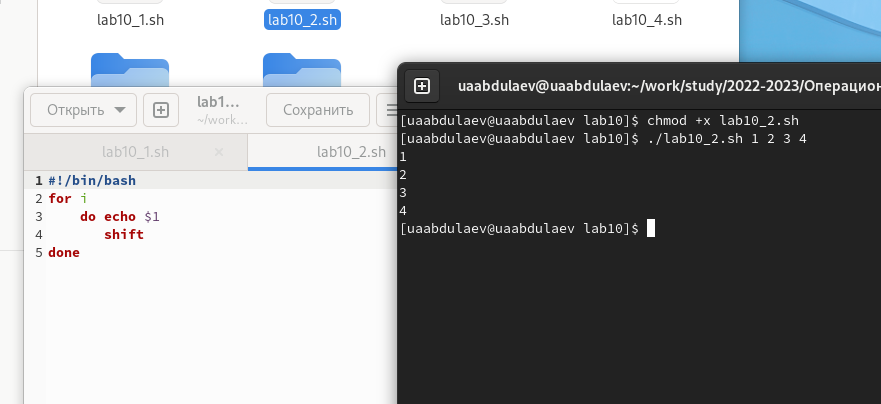 lab10_1.sh lab10_2.sh lab10_3.sh lab10_4.sh
Открыть lab1... Сохранить
~/work...
lab10_1.sh × lab10_2.sh
1 #!/bin/bash
2 for i
3 do echo $1
4 shift
5 done
uaabdulaev@uaabdulaev:~/work/study/2022-2023/Операцион
[uaabdulaev@uaabdulaev lab10]$ chmod +x lab10_2.sh
[uaabdulaev@uaabdulaev lab10]$ ./lab10_2.sh 1 2 3 4
1
2
3
4
[uaabdulaev@uaabdulaev lab10]$